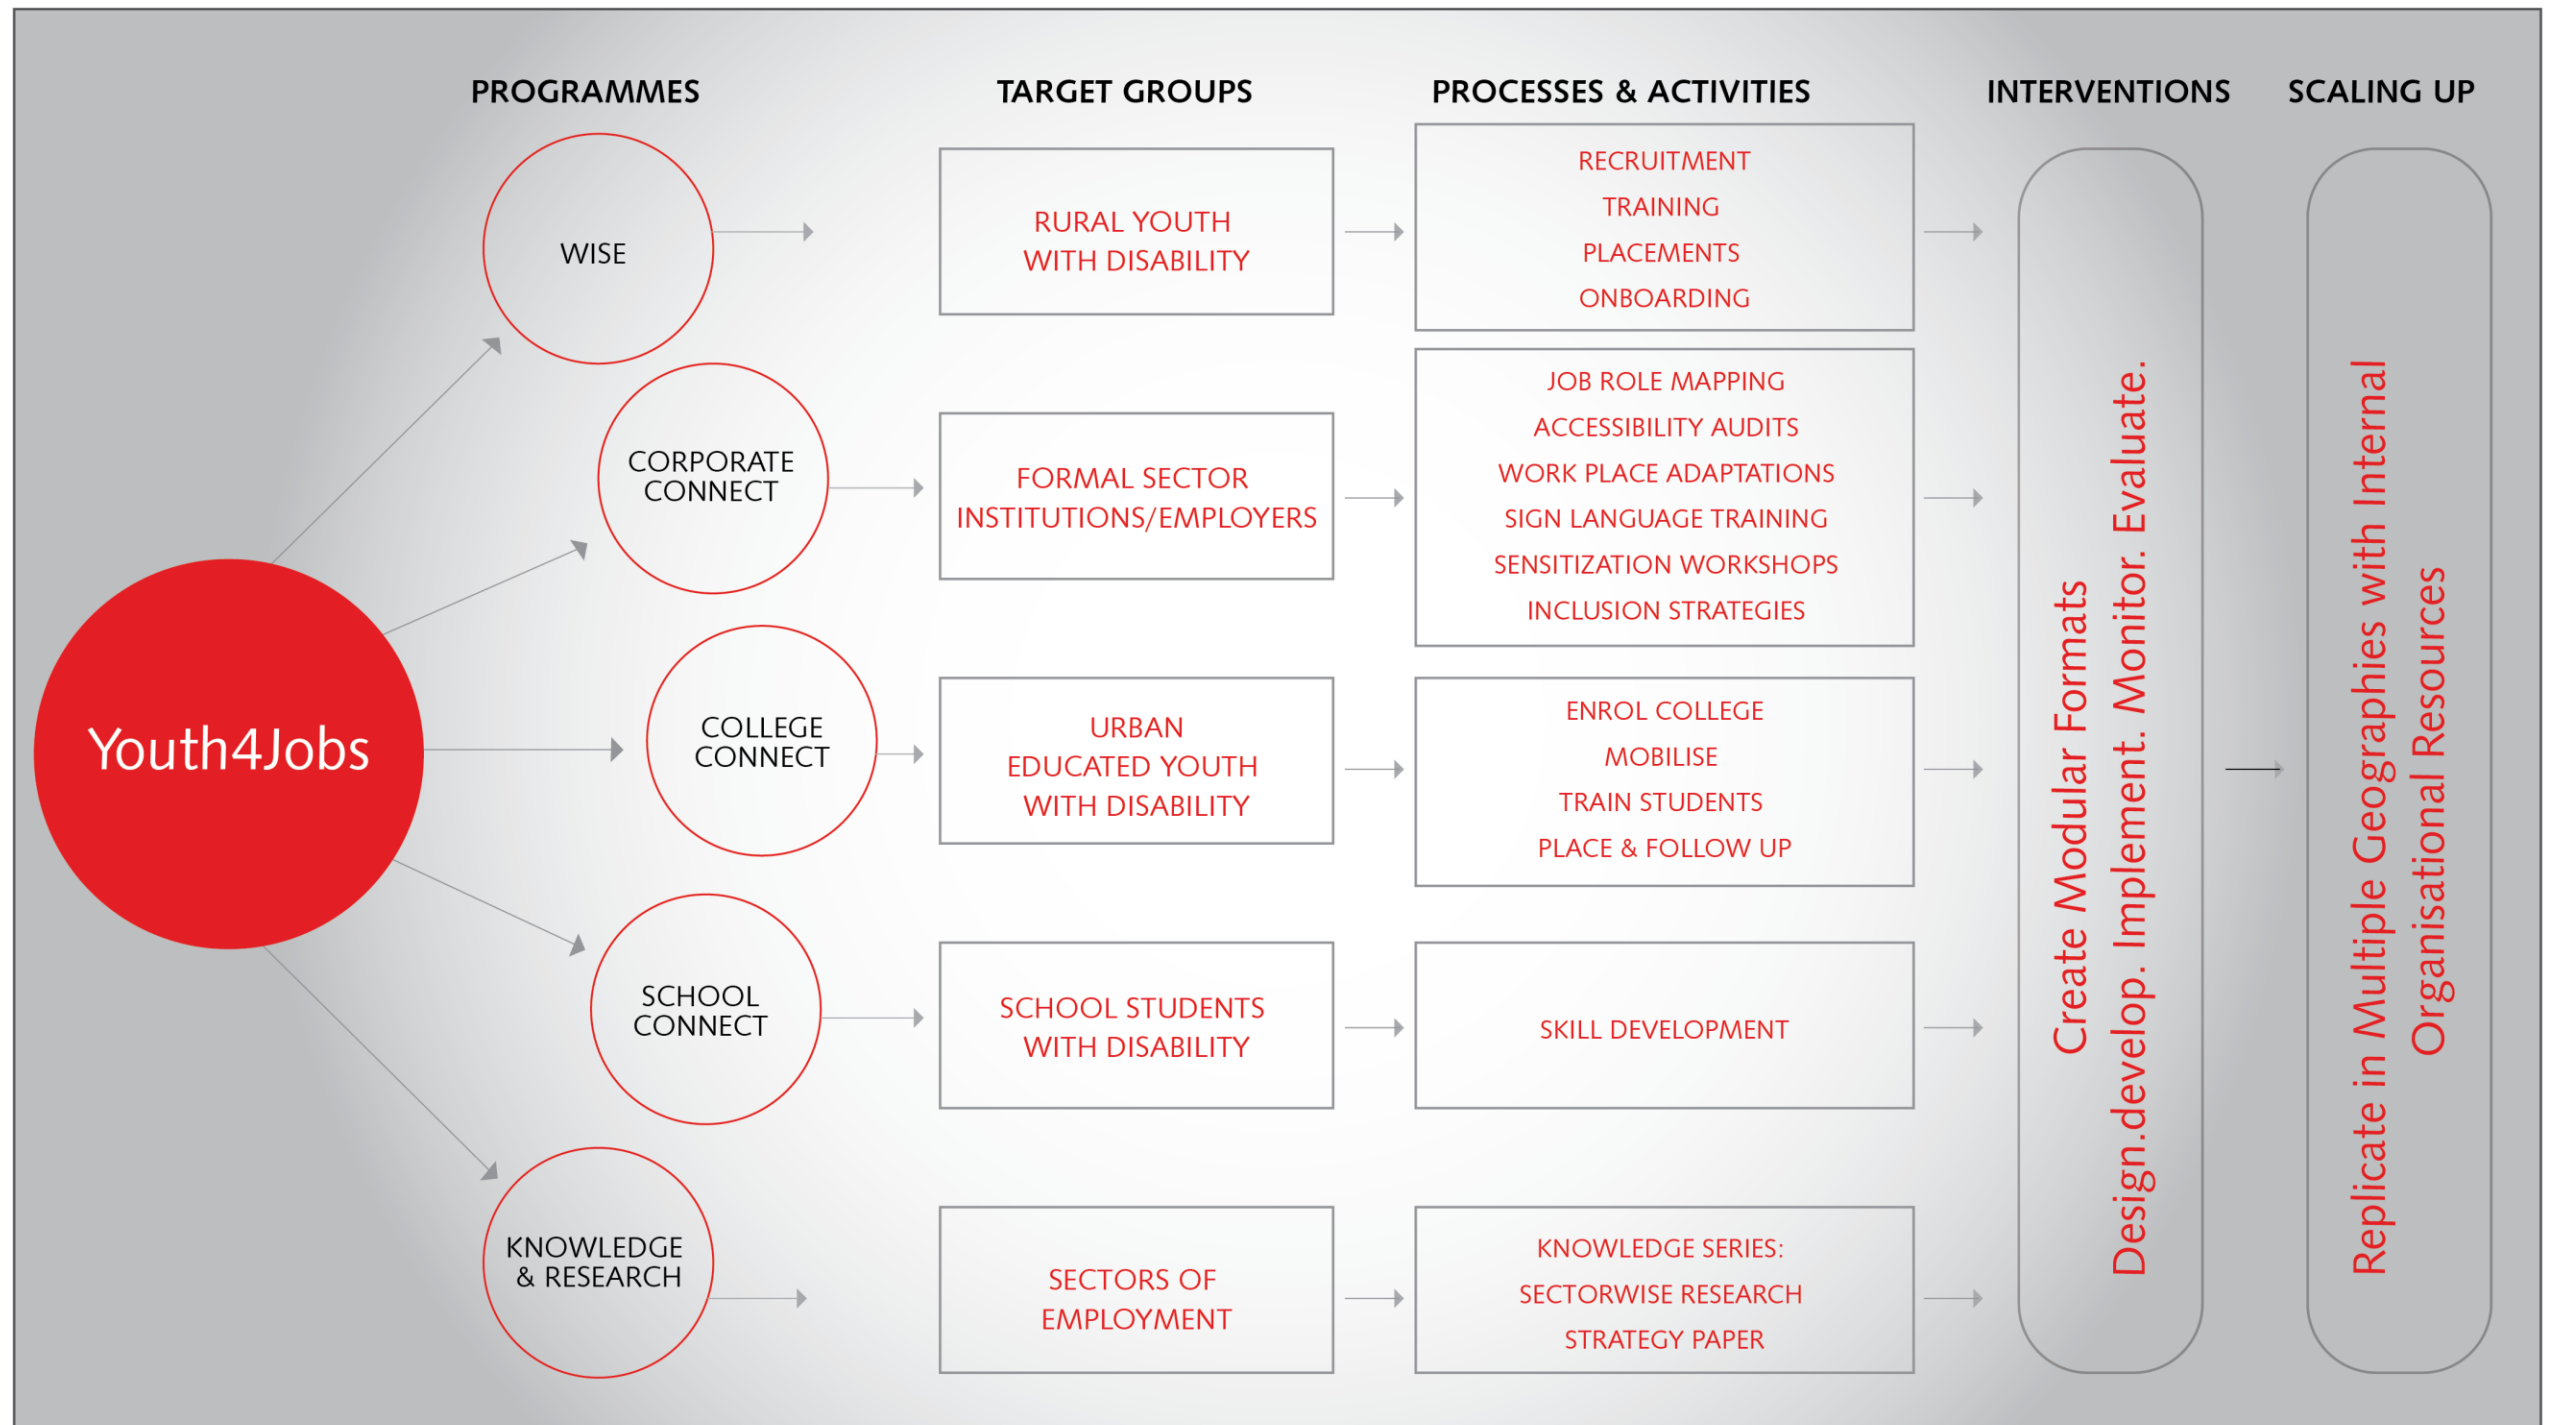 PROGRAMMES
TARGET GROUPS
PROCESSES & ACTIVITIES
INTERVENTIONS
SCALING UP
Youth4Jobs
WISE
RURAL YOUTH
WITH DISABILITY
RECRUITMENT
TRAINING
PLACEMENTS
ONBOARDING
CORPORATE
CONNECT
FORMAL SECTOR
INSTITUTIONS/EMPLOYERS
JOB ROLE MAPPING
ACCESSIBILITY AUDITS
WORK PLACE ADAPTATIONS
SIGN LANGUAGE TRAINING
SENSITIZATION WORKSHOPS
INCLUSION STRATEGIES
COLLEGE
CONNECT
URBAN
EDUCATED YOUTH
WITH DISABILITY
ENROL COLLEGE
MOBILISE
TRAIN STUDENTS
PLACE & FOLLOW UP
SCHOOL
CONNECT
SCHOOL STUDENTS
WITH DISABILITY
SKILL DEVELOPMENT
KNOWLEDGE
& RESEARCH
SECTORS OF
EMPLOYMENT
KNOWLEDGE SERIES:
SECTORWISE RESEARCH
STRATEGY PAPER
Create Modular Formats
Design.develop. Implement. Monitor. Evaluate.
Replicate in Multiple Geographies with Internal
Organisational Resources